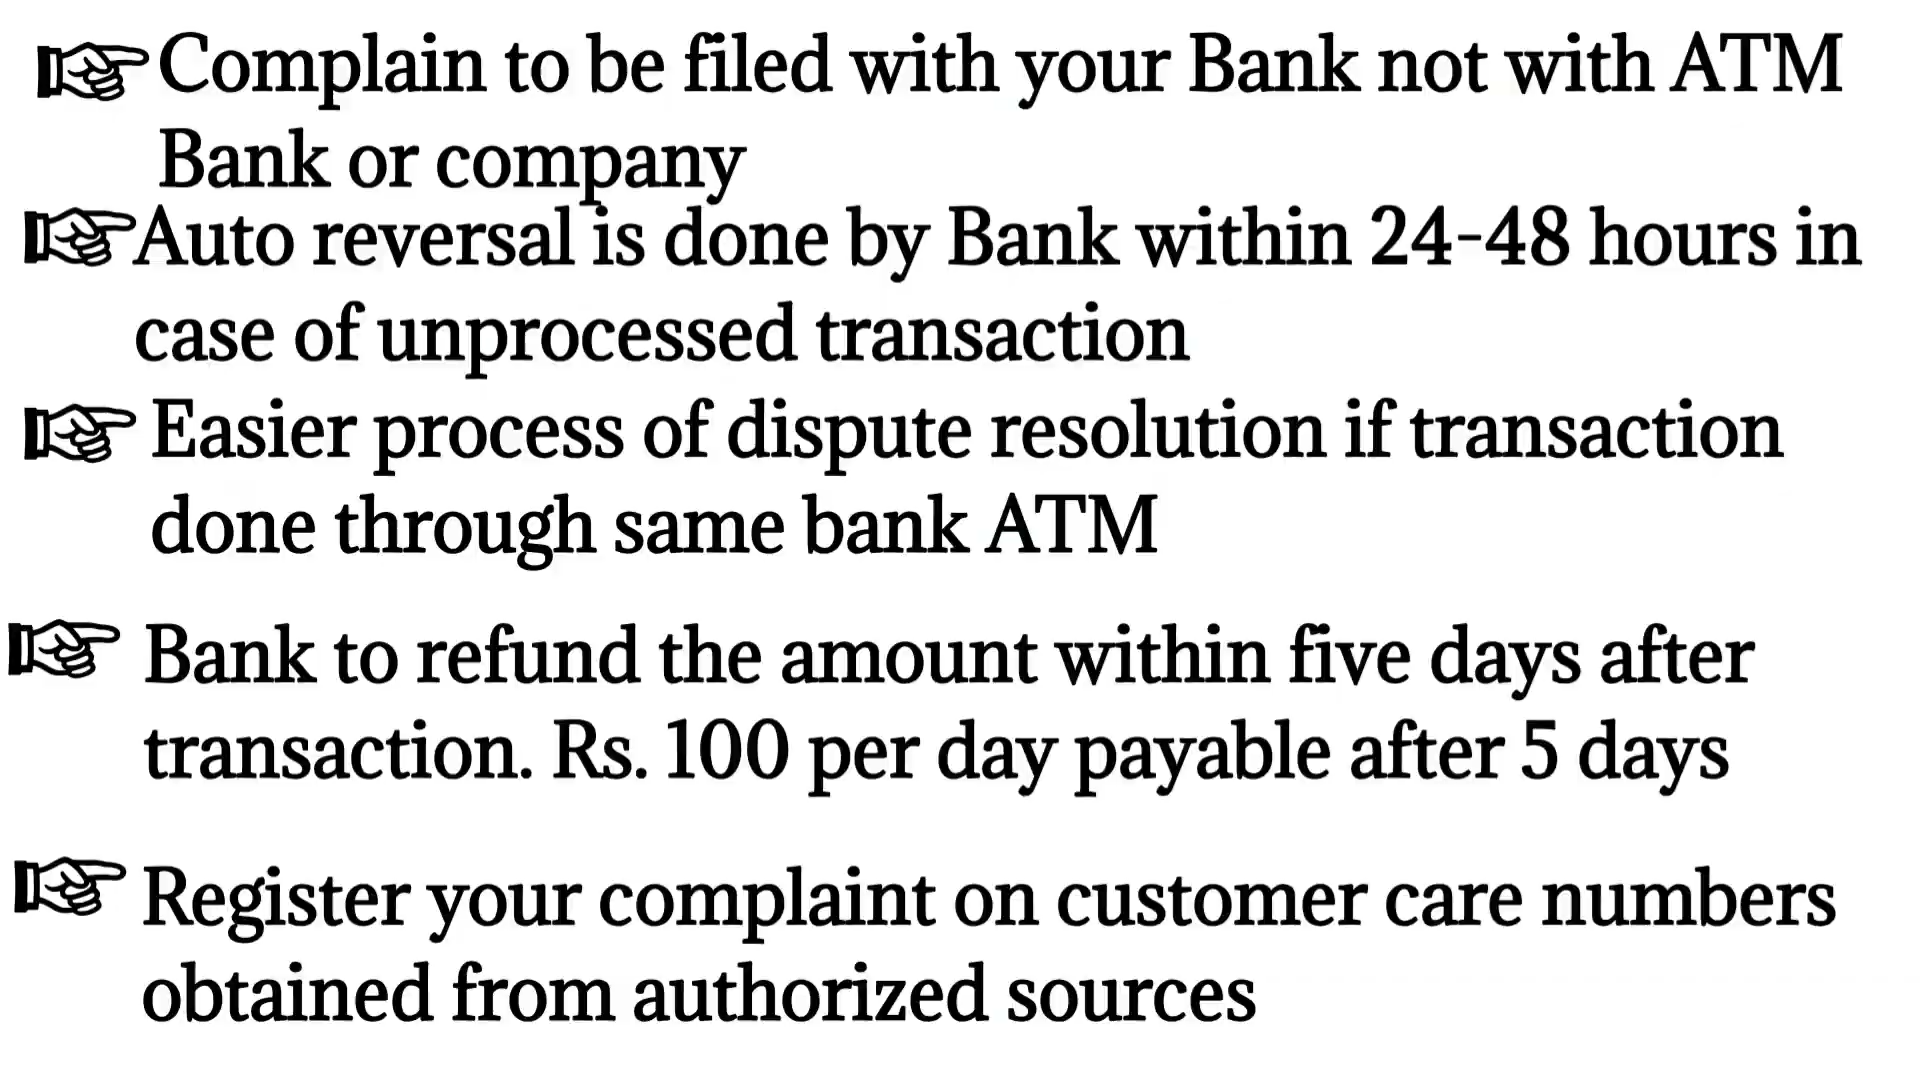 Complain to be filed with your Bank not with ATM
Bank or company
Auto reversal is done by Bank within 24-48 hours in
case of unprocessed transaction
Easier process of dispute resolution if transaction
done through same bank ATM
Bank to refund the amount within five days after
transaction. Rs. 100 per day payable after 5 days
Register your complaint on customer care numbers
obtained from authorized sources